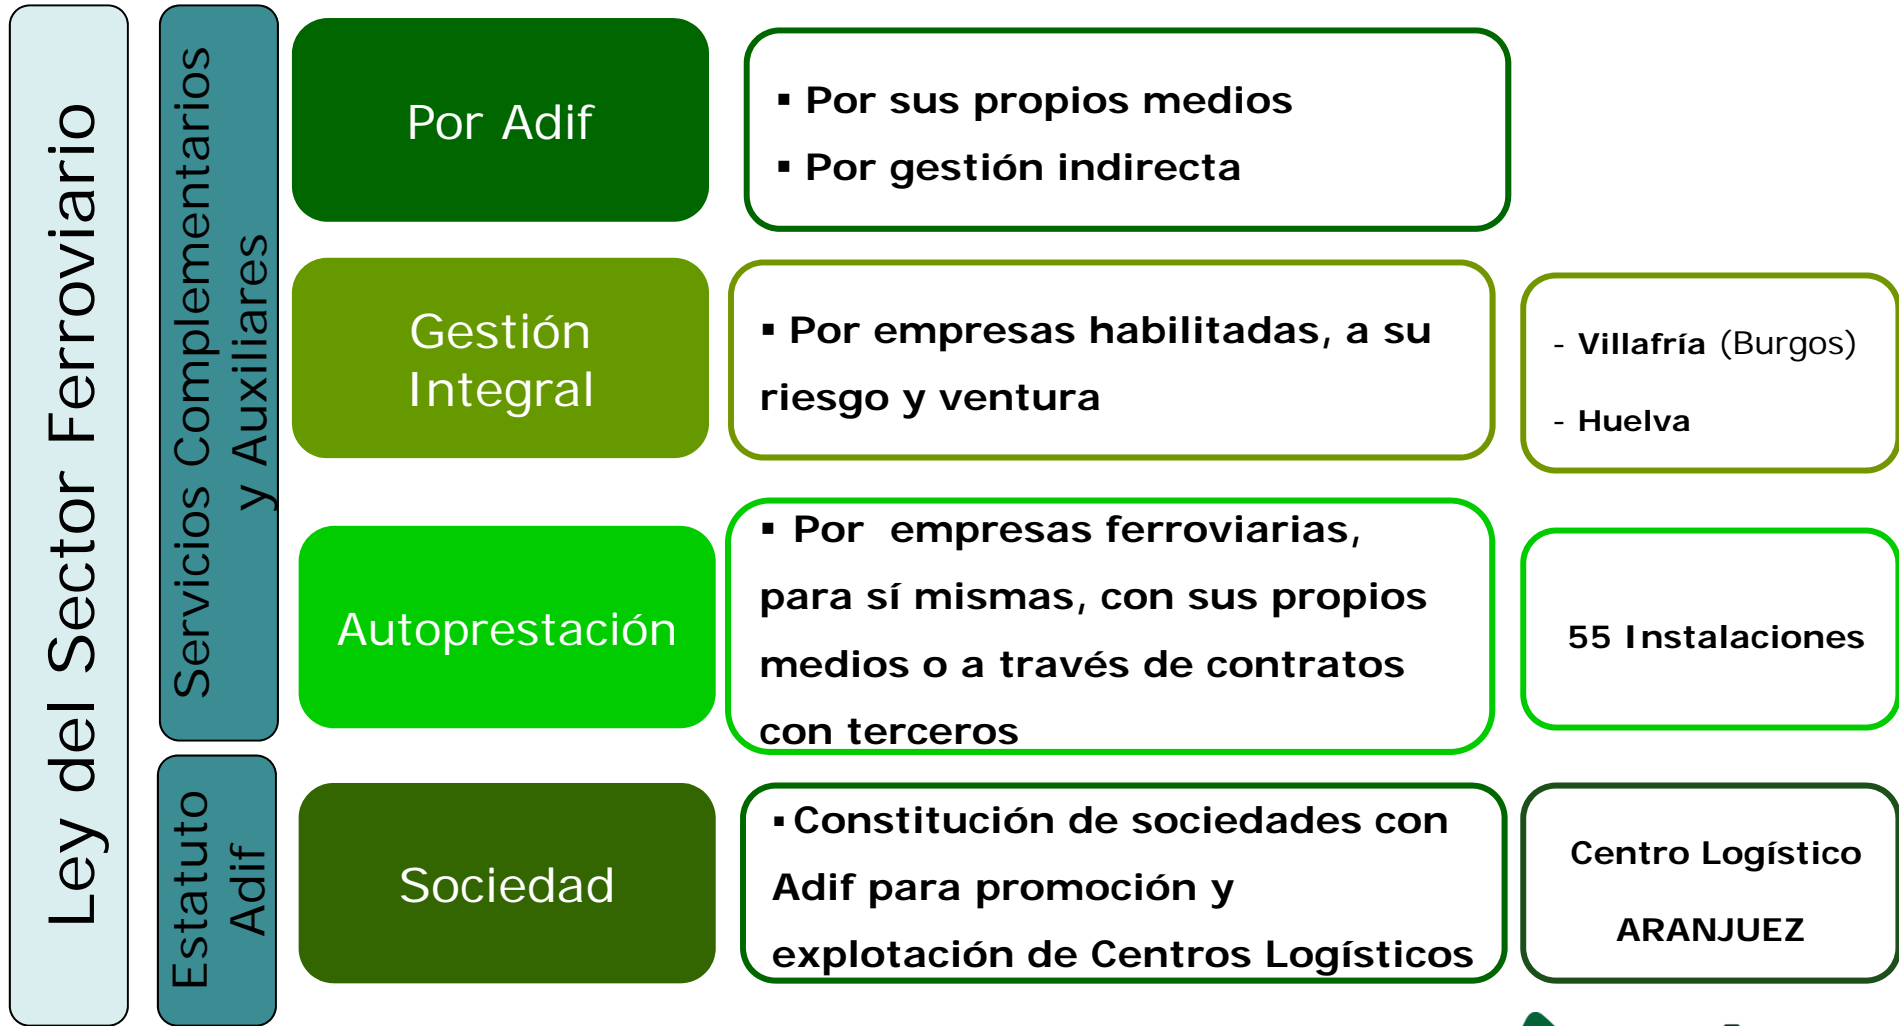 Ley del Sector Ferroviario
Servicios Complementarios
y Auxiliares
Por Adif
▪ Por sus propios medios
▪ Por gestión indirecta
Gestión
Integral
▪ Por empresas habilitadas, a su
riesgo y ventura
- Villafría (Burgos)
- Huelva
Autoprestación
▪ Por empresas ferroviarias,
para sí mismas, con sus propios
medios o a través de contratos
con terceros
55 Instalaciones
Estatuto
Adif
Sociedad
▪ Constitución de sociedades con
Adif para promoción y
explotación de Centros Logísticos
Centro Logístico
ARANJUEZ